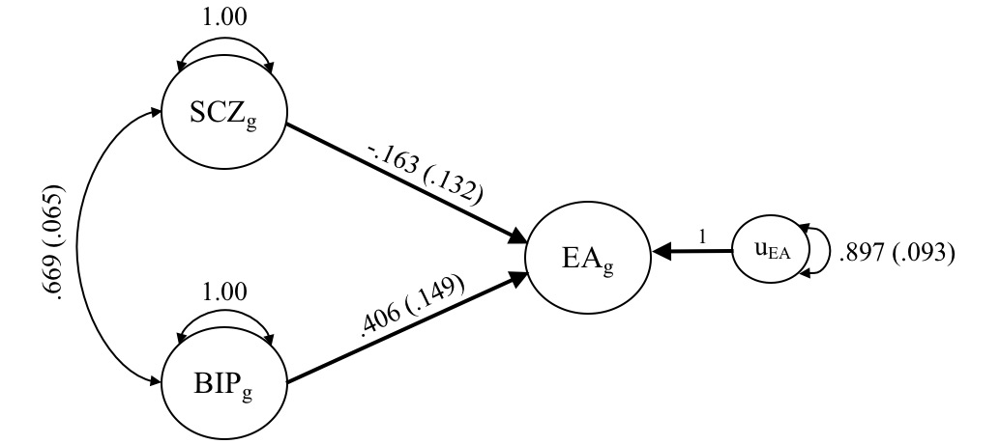 1.00
SCZg
-.163 (.132)
.669 (.065)
EAg
1
uEA
.897 (.093)
1.00
.406 (.149)
BIPg